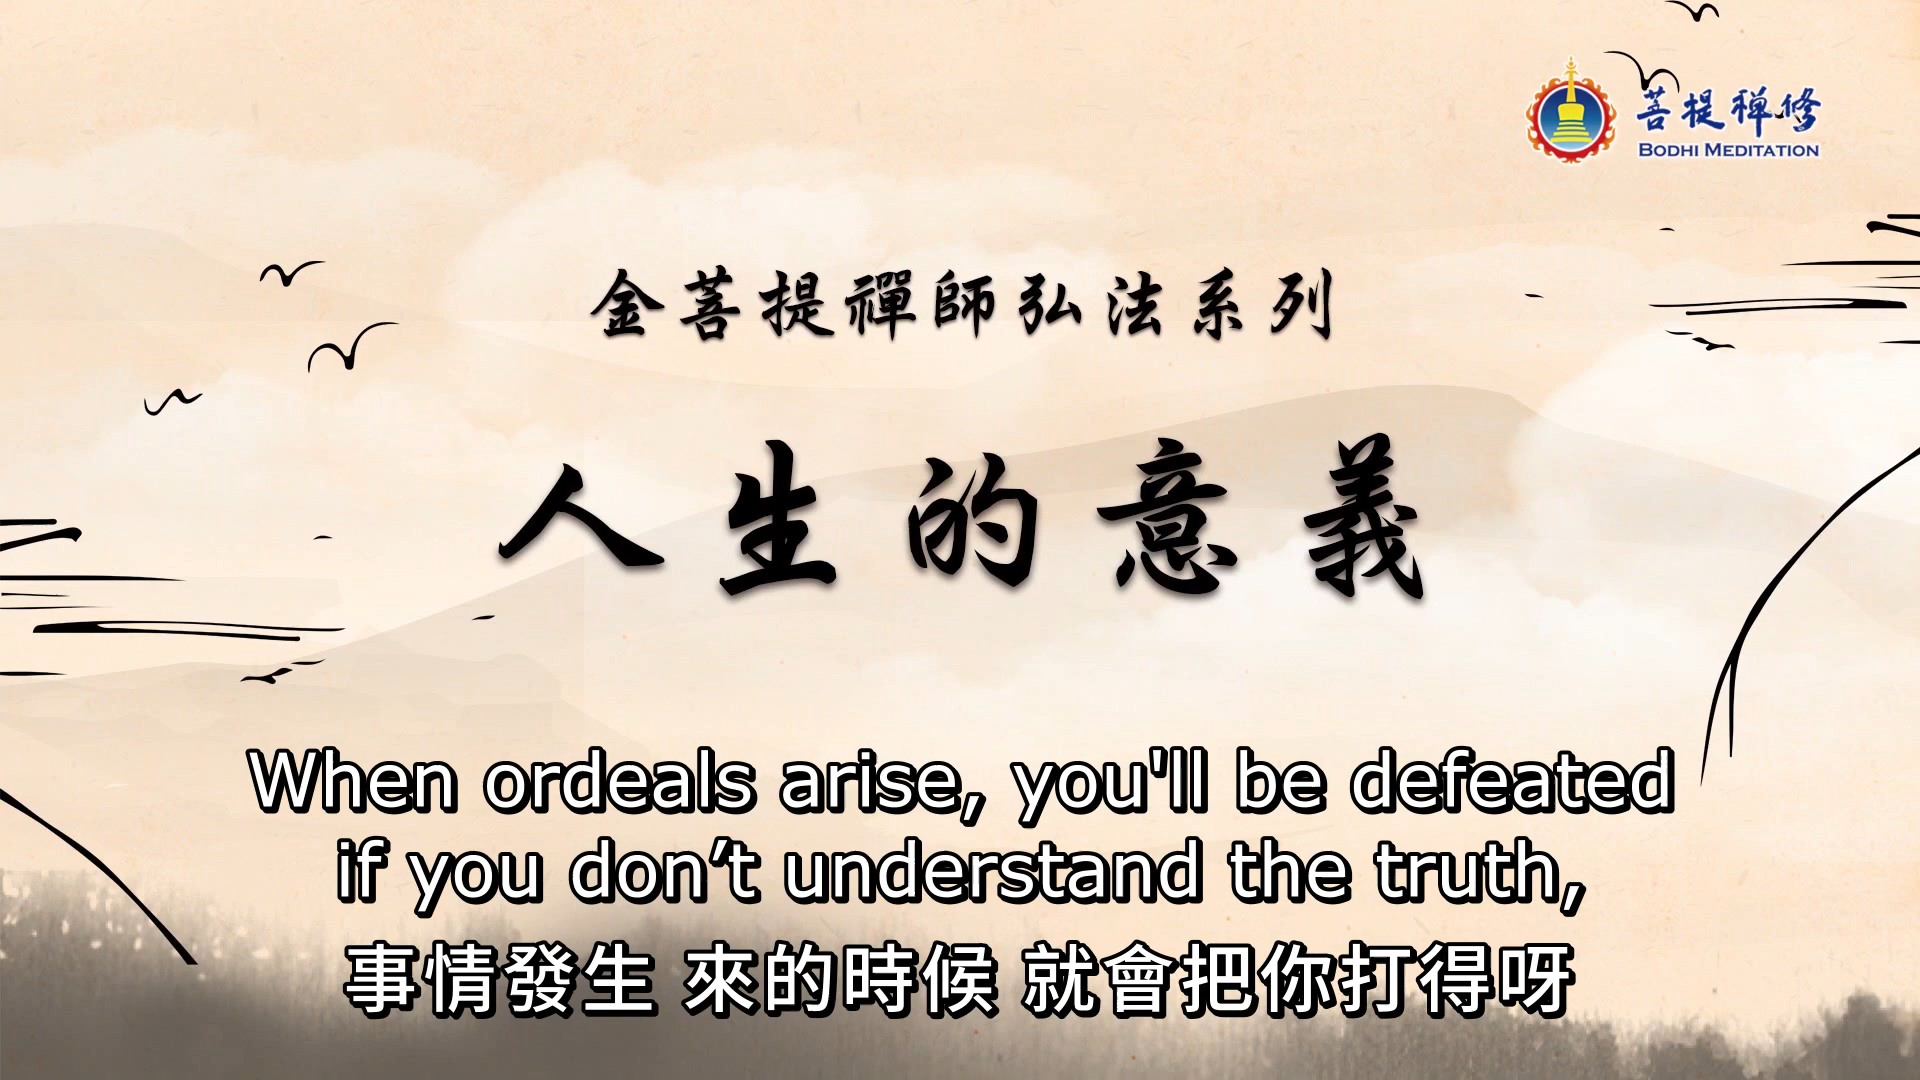 菩提禪修
BODHI MEDITATION
金菩提禪師弘法系列
人生的意義
When ordeals arise, you'll be defeated
if you don’t understand the truth,
事情發生 來的時候 就會把你打得呀